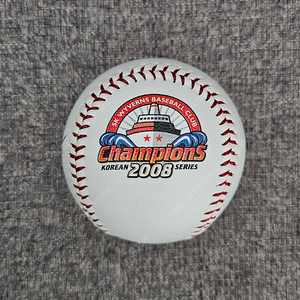 SK WYVERNS BASEBALL CLUB
Champions
KOREAN 2008 SERIES